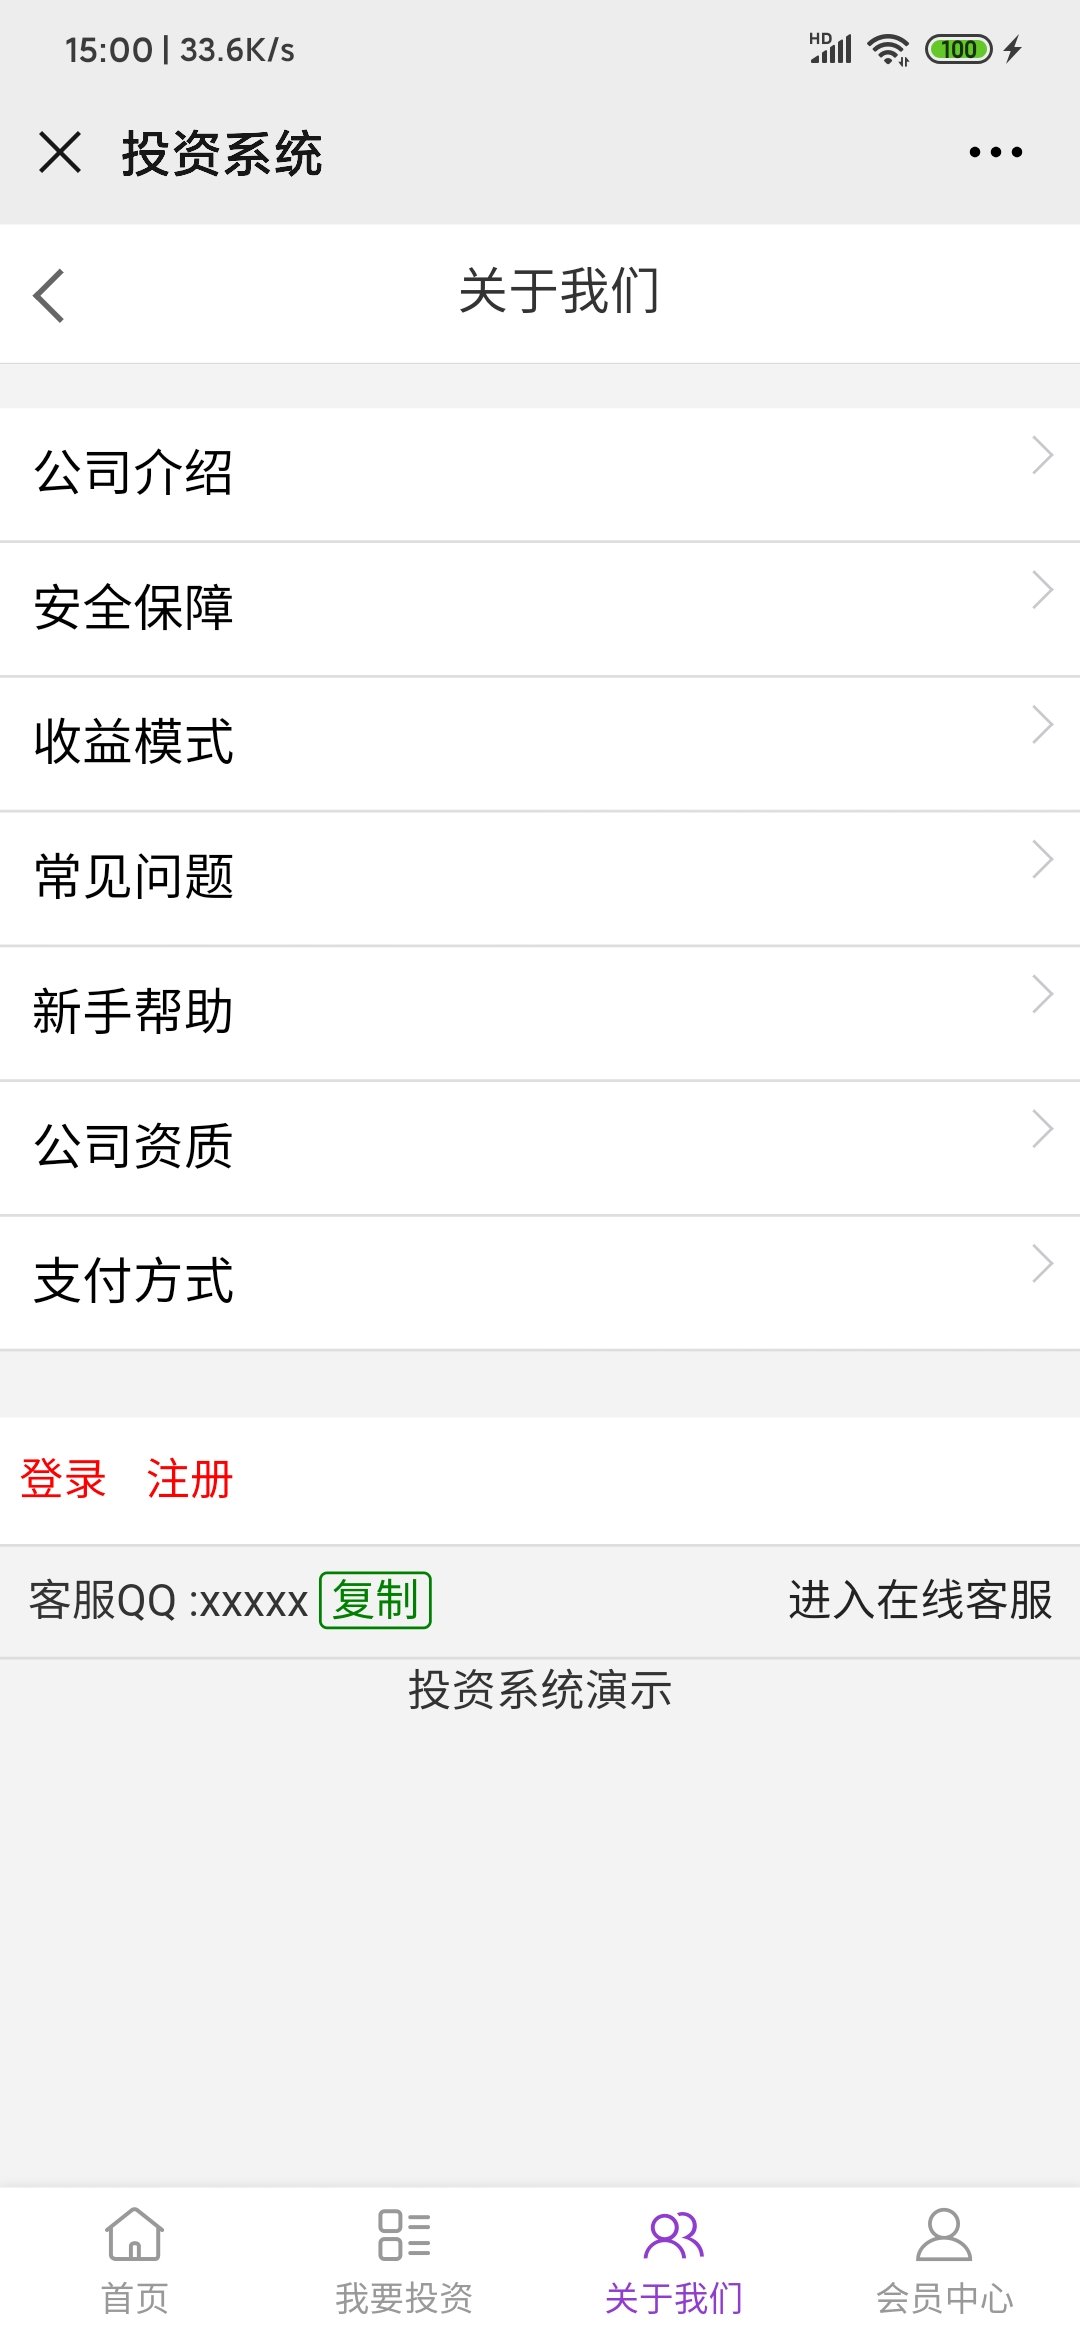 15:00 | 33.6K/s HD 100
投资系统
关于我们
公司介绍
安全保障
收益模式
常见问题
新手帮助
公司资质
支付方式
登录 注册
客服QQ :xxxxx 复制 进入在线客服
投资系统演示
首页 我要投资 关于我们 会员中心